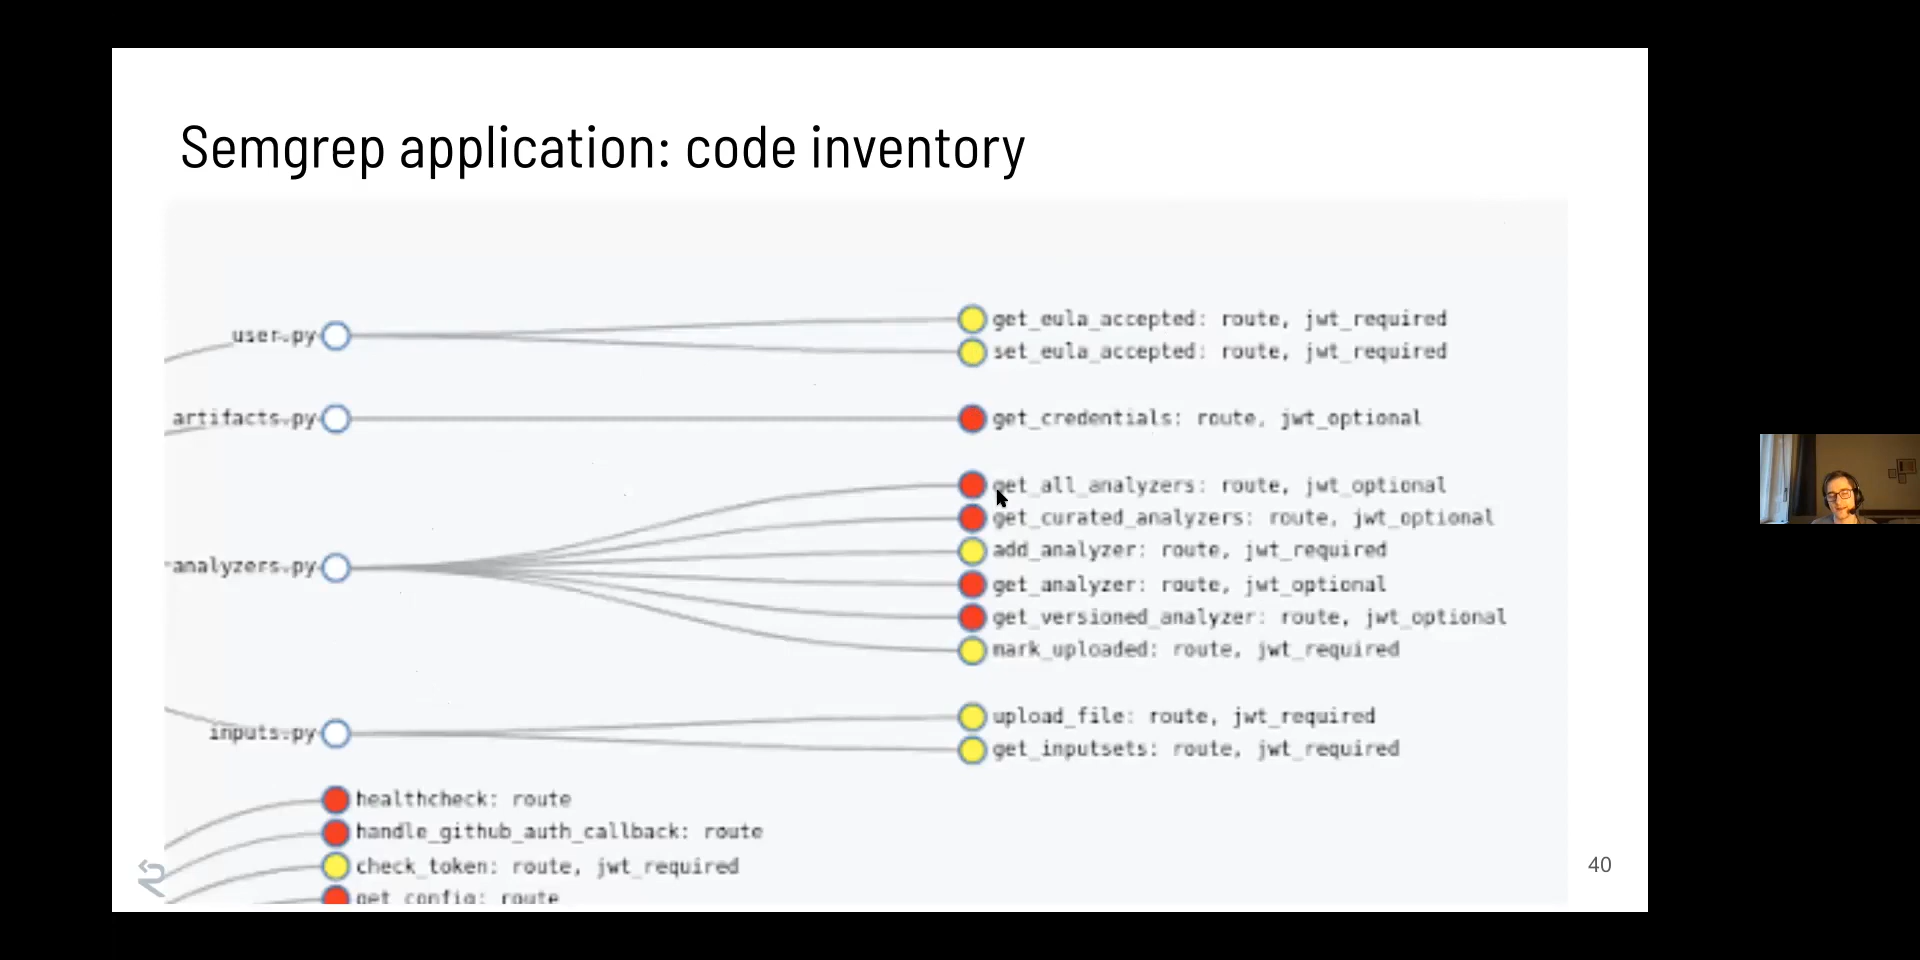 Semgrep application: code inventory
user.py
get_eula_accepted: route, jwt_required
set_eula_accepted: route, jwt_required
artifacts.py
get_credentials: route, jwt_optional
analyzers.py
get_all_analyzers: route, jwt_optional
get_curated_analyzers: route, jwt_optional
add_analyzer: route, jwt_required
get_analyzer: route, jwt_optional
get_versioned_analyzer: route, jwt_optional
mark_uploaded: route, jwt_required
inputs.py
upload_file: route, jwt_required
get_inputsets: route, jwt_required
healthcheck: route
handle_github_auth_callback: route
check_token: route, jwt_required
get_config: route
40